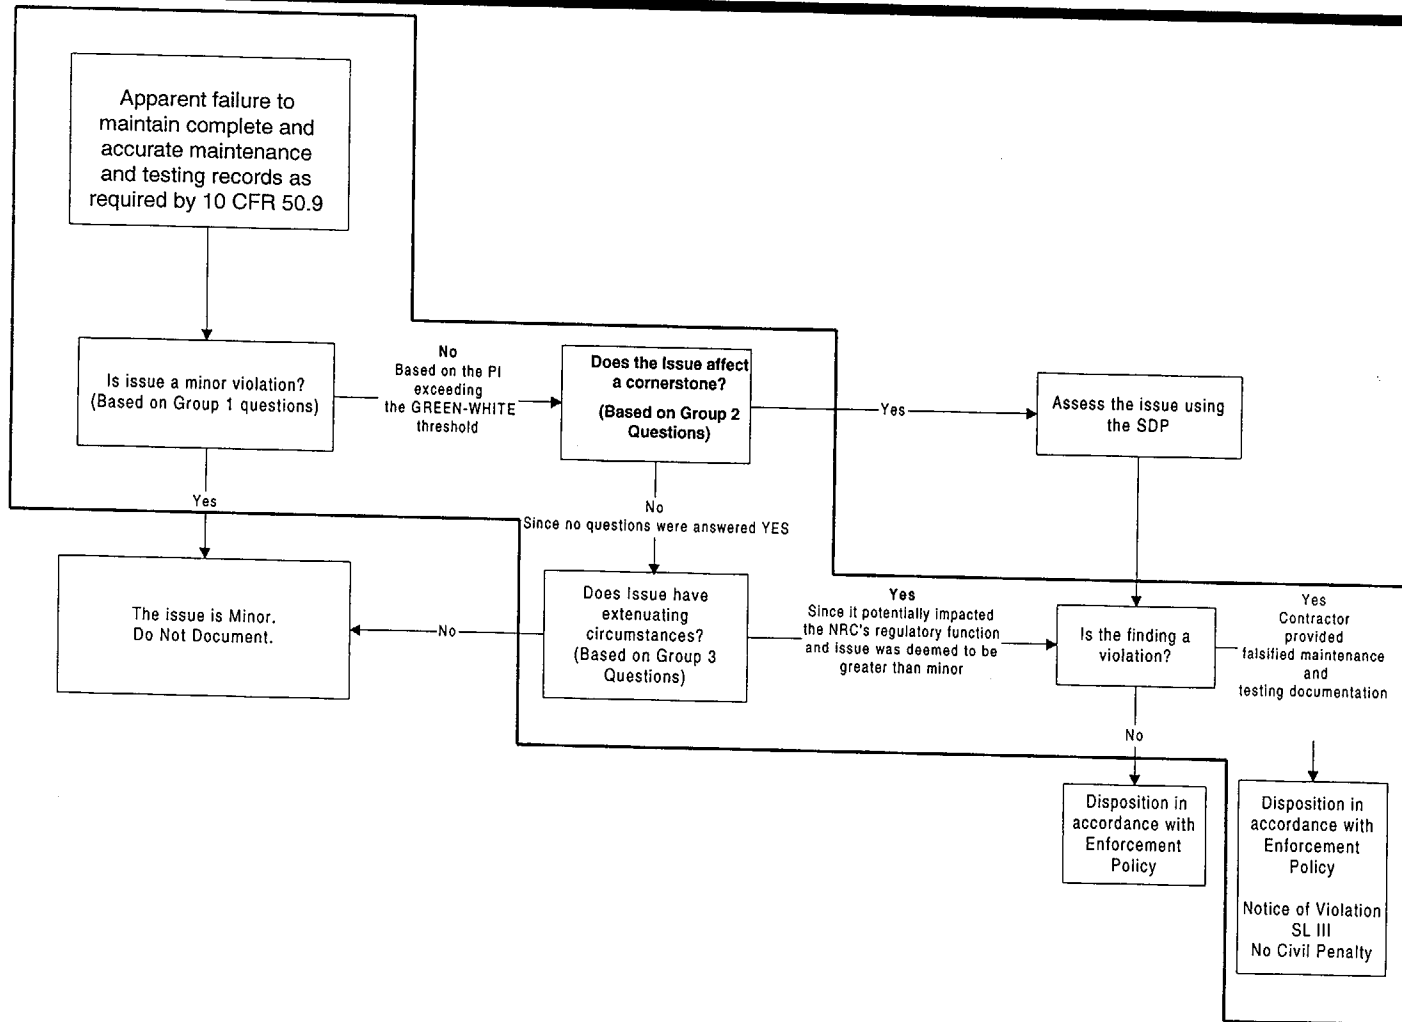 Apparent failure to
maintain complete and
accurate maintenance
and testing records as
required by 10 CFR 50.9
Is issue a minor violation?
(Based on Group 1 questions)
No
Based on the PI
exceeding
the GREEN-WHITE
threshold
Does the Issue affect
a cornerstone?
(Based on Group 2
Questions)
Yes
Assess the issue using
the SDP
Yes
No
Since no questions were answered YES
The issue is Minor.
Do Not Document.
No
Does Issue have
extenuating
circumstances?
(Based on Group 3
Questions)
Yes
Since it potentially impacted
the NRC's regulatory function
and issue was deemed to be
greater than minor
Is the finding a
violation?
Yes
Contractor
provided
falsified maintenance
and
testing documentation
No
Disposition in
accordance with
Enforcement
Policy
Disposition in
accordance with
Enforcement
Policy
Notice of Violation
SL III
No Civil Penalty